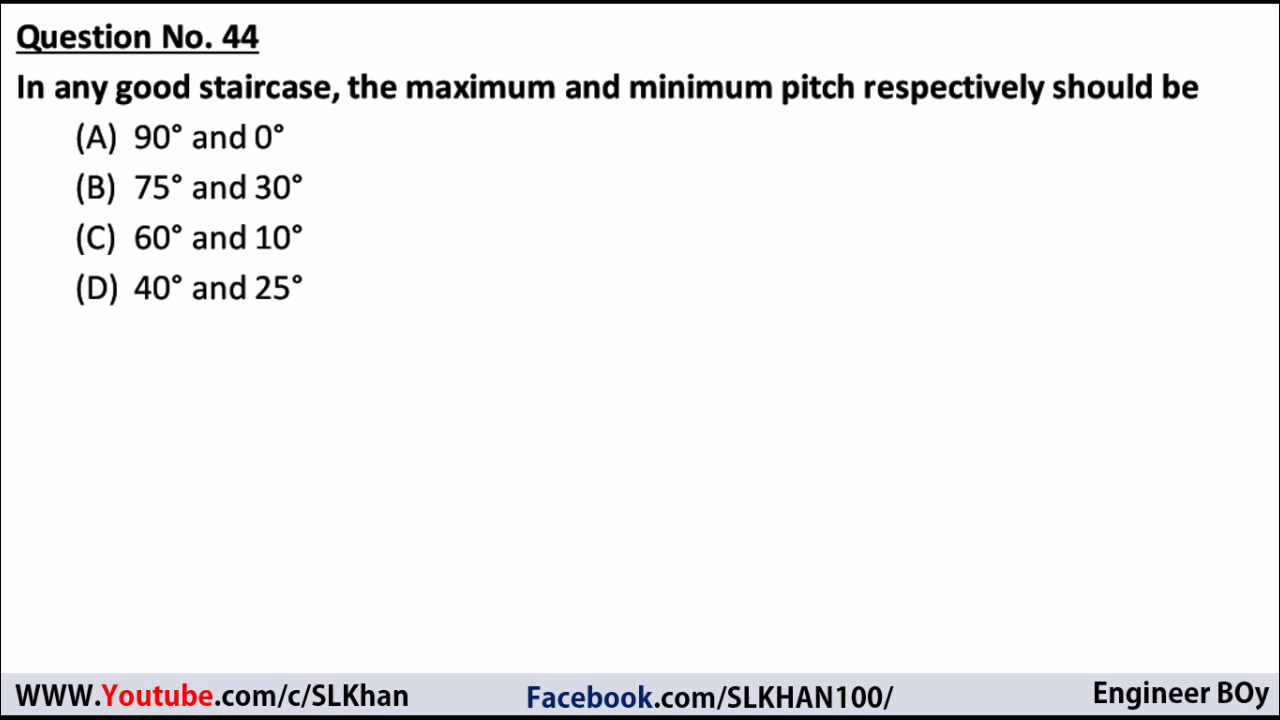 Question No. 44
In any good staircase, the maximum and minimum pitch respectively should be
(A) 90° and 0°
(B) 75° and 30°
(C) 60° and 10°
(D) 40° and 25°
WWW.Youtube.com/c/SLKhan Facebook.com/SLKHAN100/ Engineer BOy